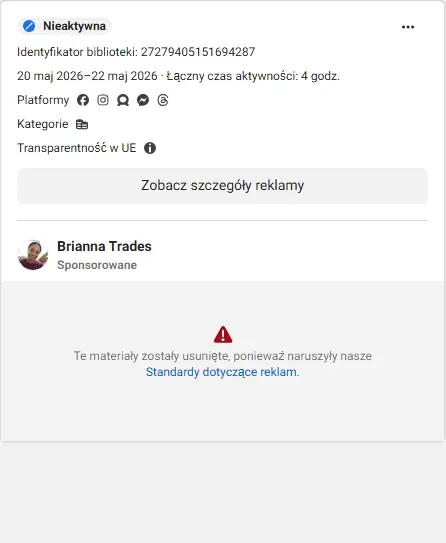 Nieaktywna
Identyfikator biblioteki: 27279405151694287
20 maj 2026–22 maj 2026 · Łączny czas aktywności: 4 godz.
Platformy
Kategorie
Transparentność w UE
Zobacz szczegóły reklamy
Brianna Trades
Sponsorowane
Te materiały zostały usunięte, ponieważ naruszyły nasze
Standardy dotyczące reklam.